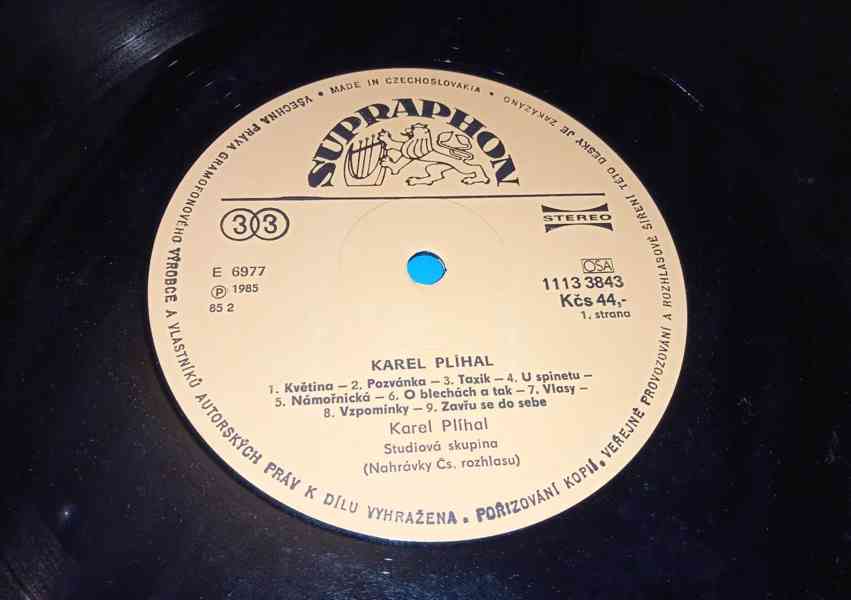 VŠECHNA PRÁVA GRAMOFONOVÉHO VÝROBCE A VLASTNÍKŮ AUTORSKÝCH PRÁV K DÍLU VYHRAŽENA • POŘIZOVÁNÍ KOPIÍ, VEŘEJNÉ PROVOZOVÁNÍ A ROZHLASOVÉ ŠÍŘENÍ TÉTO DESKY JE ZAKÁZÁNO
• MADE IN CZECHOSLOVAKIA •
SUPRAPHON
33
STEREO
E 6977
Ⓟ 1985
85 2
OSA
1113 3843
Kčs 44,-
1. strana
KAREL PLÍHAL
1. Květina – 2. Pozvánka – 3. Taxík – 4. U spinetu –
5. Námořnická – 6. O blechách a tak – 7. Vlasy –
8. Vzpomínky – 9. Zavřu se do sebe
Karel Plíhal
Studiová skupina
(Nahrávky Čs. rozhlasu)